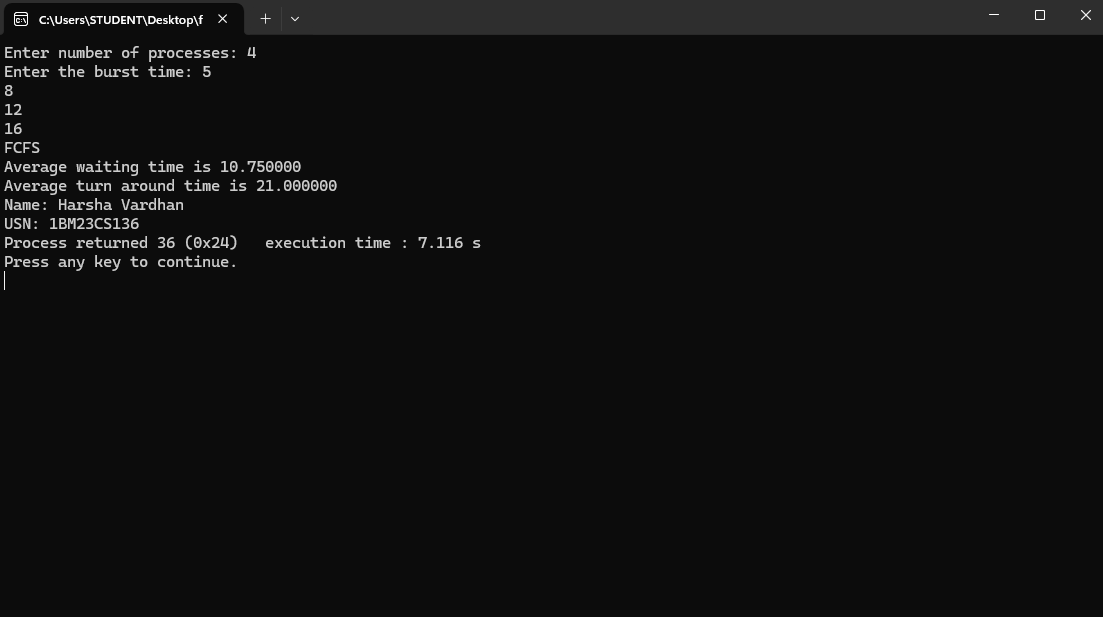 C:\Users\STUDENT\Desktop\f
Enter number of processes: 4
Enter the burst time: 5
8
12
16
FCFS
Average waiting time is 10.750000
Average turn around time is 21.000000
Name: Harsha Vardhan
USN: 1BM23CS136
Process returned 36 (0x24)   execution time : 7.116 s
Press any key to continue.